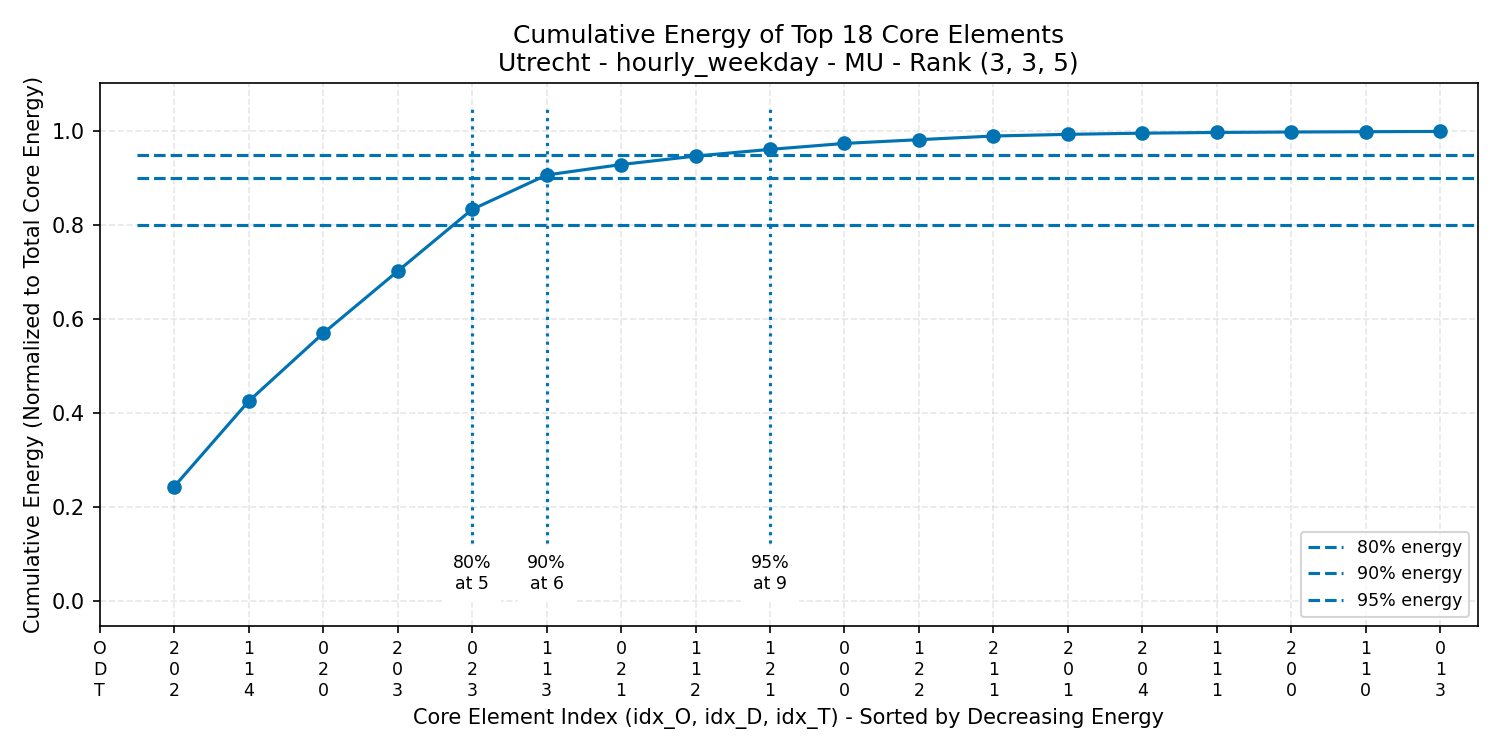 Cumulative Energy of Top 18 Core Elements
Utrecht - hourly_weekday - MU - Rank (3, 3, 5)
Cumulative Energy (Normalized to Total Core Energy)
1.0
0.8
0.6
0.4
0.2
0.0
80%
at 5
90%
at 6
95%
at 9
80% energy
90% energy
95% energy
O 2 1 0 2 0 1 0 1 1 0 1 2 2 2 1 2 1 0
D 0 1 2 0 2 1 2 1 2 0 2 1 0 0 1 0 1 1
T 2 4 0 3 3 3 1 2 1 0 2 1 1 4 1 0 0 3
Core Element Index (idx_O, idx_D, idx_T) - Sorted by Decreasing Energy